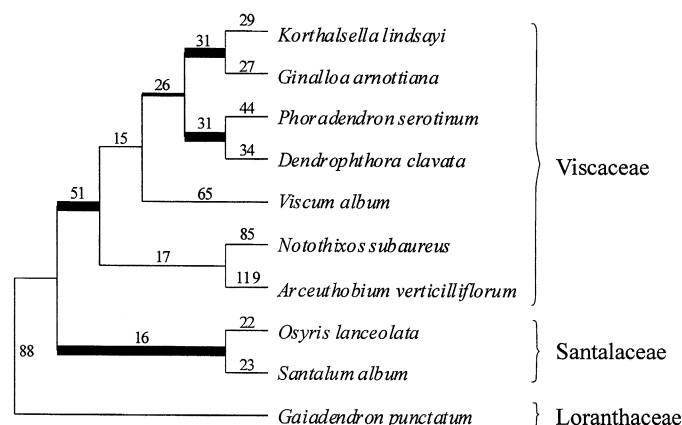 29
Korthalsella lindsayi
31
27
Ginalloa arnottiana
26
44
Phoradendron serotinum
31
34
Dendrophthora clavata
15
Viscaceae
65
Viscum album
51
85
Notothixos subaureus
17
119
Arceuthobium verticilliflorum
22
Osyris lanceolata
16
Santalaceae
88
23
Santalum album
Gaiadendron punctatum
Loranthaceae